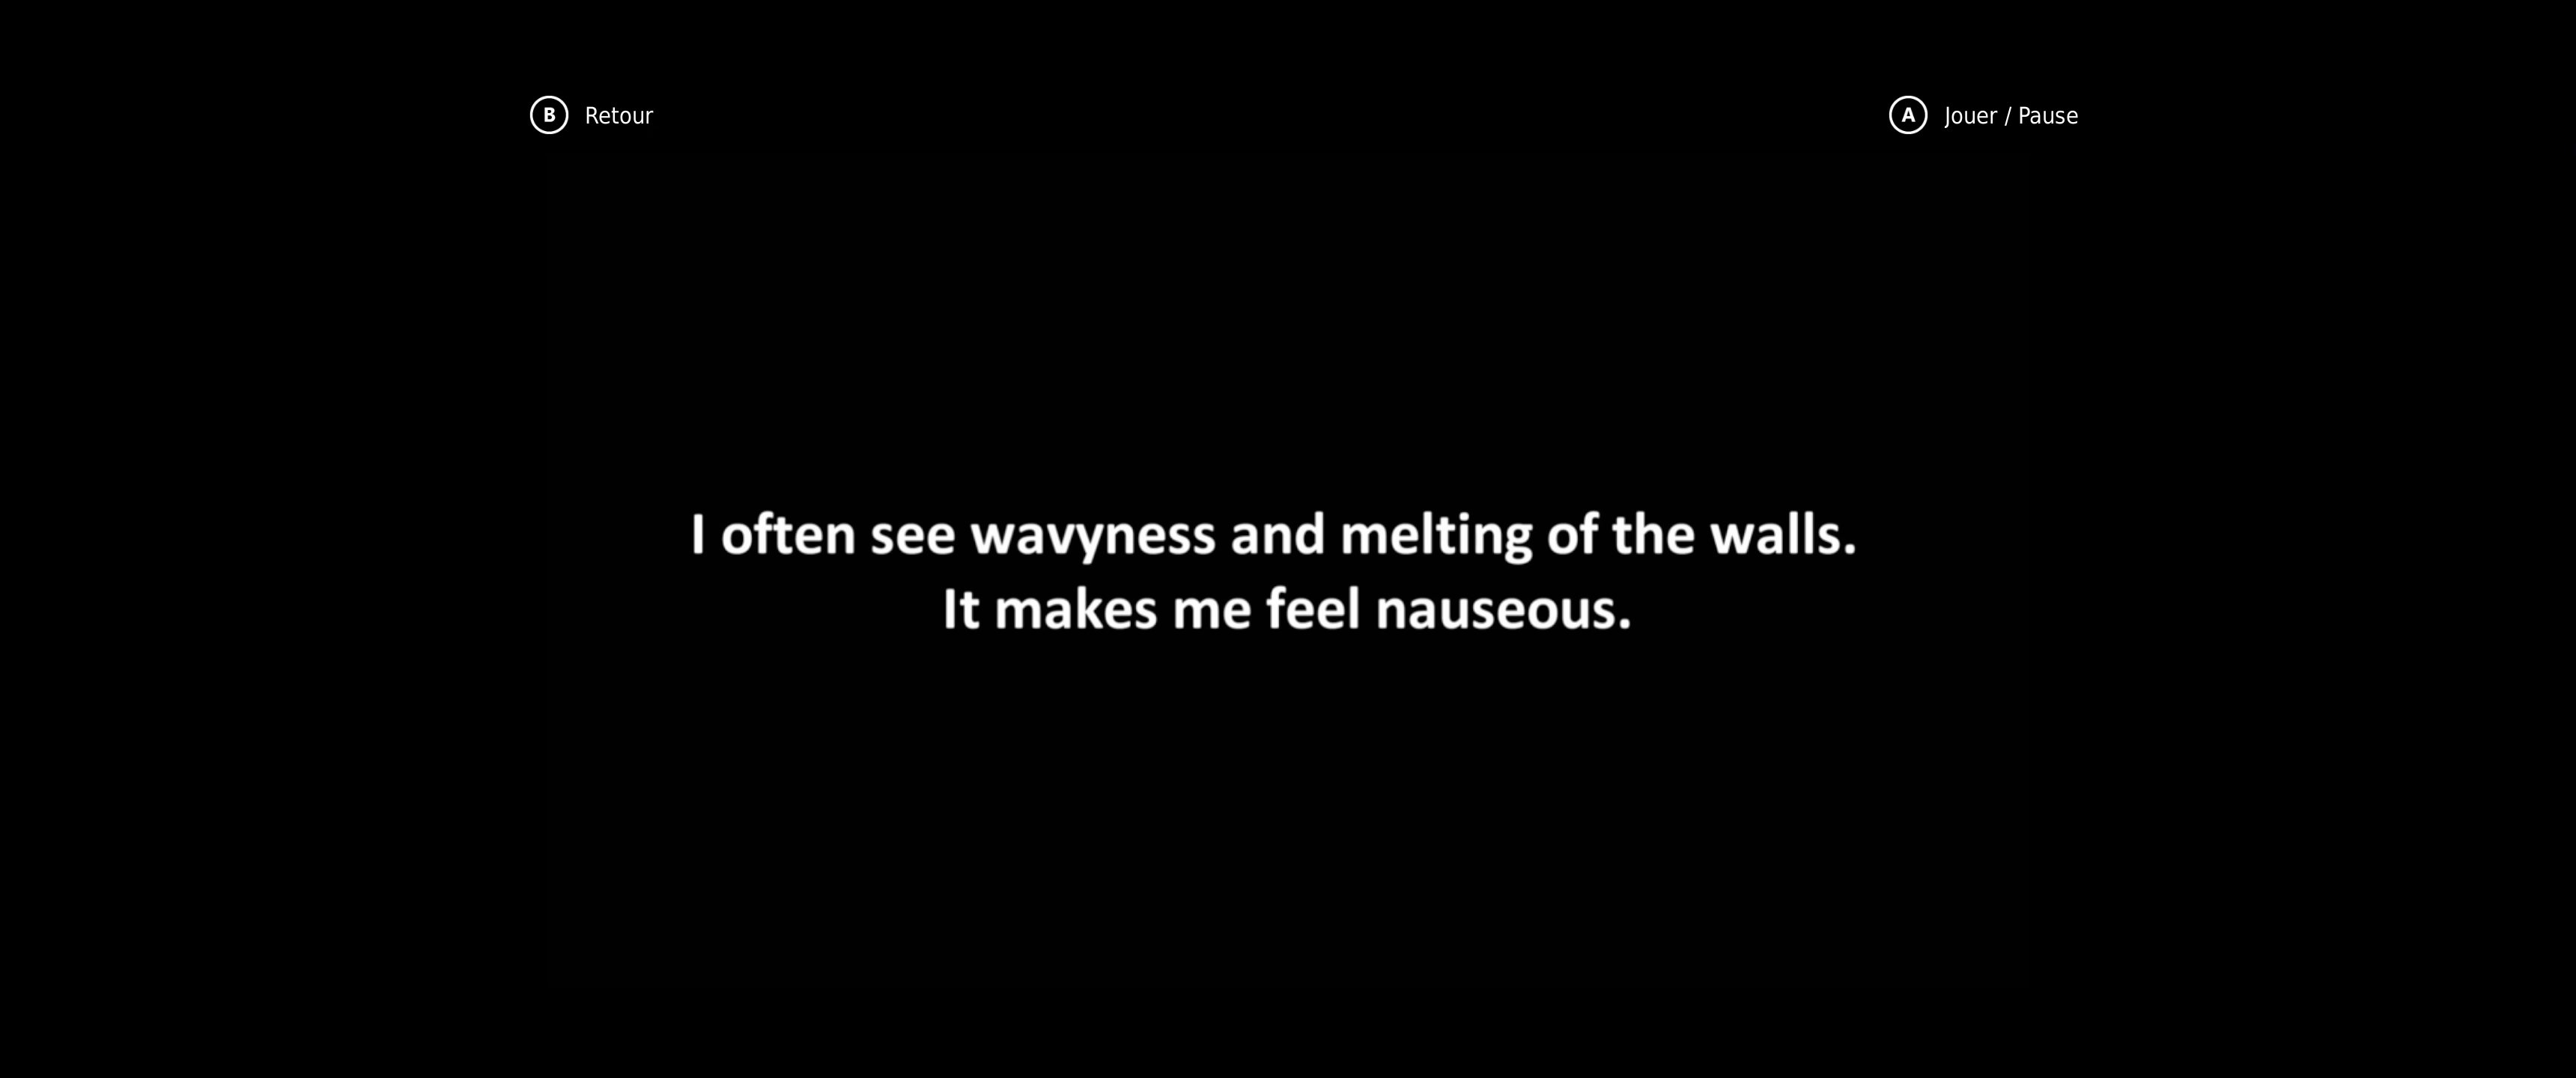 B Retour
A Jouer / Pause
I often see wavyness and melting of the walls.
It makes me feel nauseous.